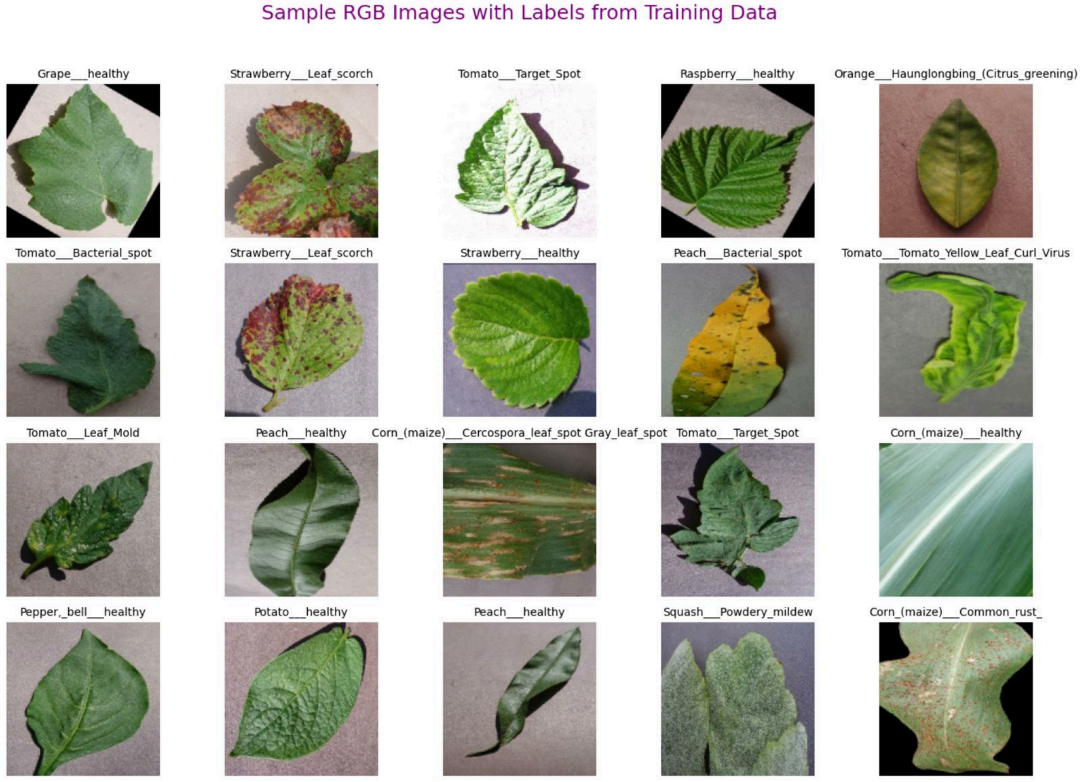 Sample RGB Images with Labels from Training Data
Grape___healthy
Strawberry___Leaf_scorch
Tomato___Target_Spot
Raspberry___healthy
Orange___Haunglongbing_(Citrus_greening)
Tomato___Bacterial_spot
Strawberry___Leaf_scorch
Strawberry___healthy
Peach___Bacterial_spot
Tomato___Tomato_Yellow_Leaf_Curl_Virus
Tomato___Leaf_Mold
Peach___healthy
Corn_(maize)___Cercospora_leaf_spot Gray_leaf_spot
Tomato___Target_Spot
Corn_(maize)___healthy
Pepper,_bell___healthy
Potato___healthy
Peach___healthy
Squash___Powdery_mildew
Corn_(maize)___Common_rust_